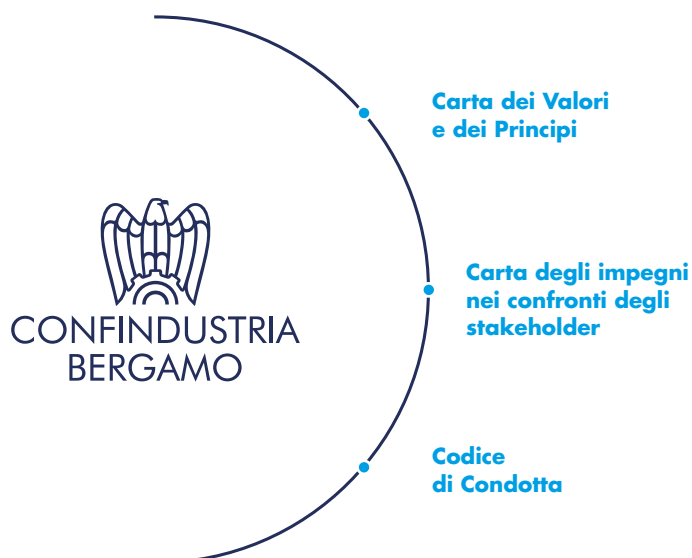 Carta dei Valori
e dei Principi
CONFINDUSTRIA
BERGAMO
Carta degli impegni
nei confronti degli
stakeholder
Codice
di Condotta